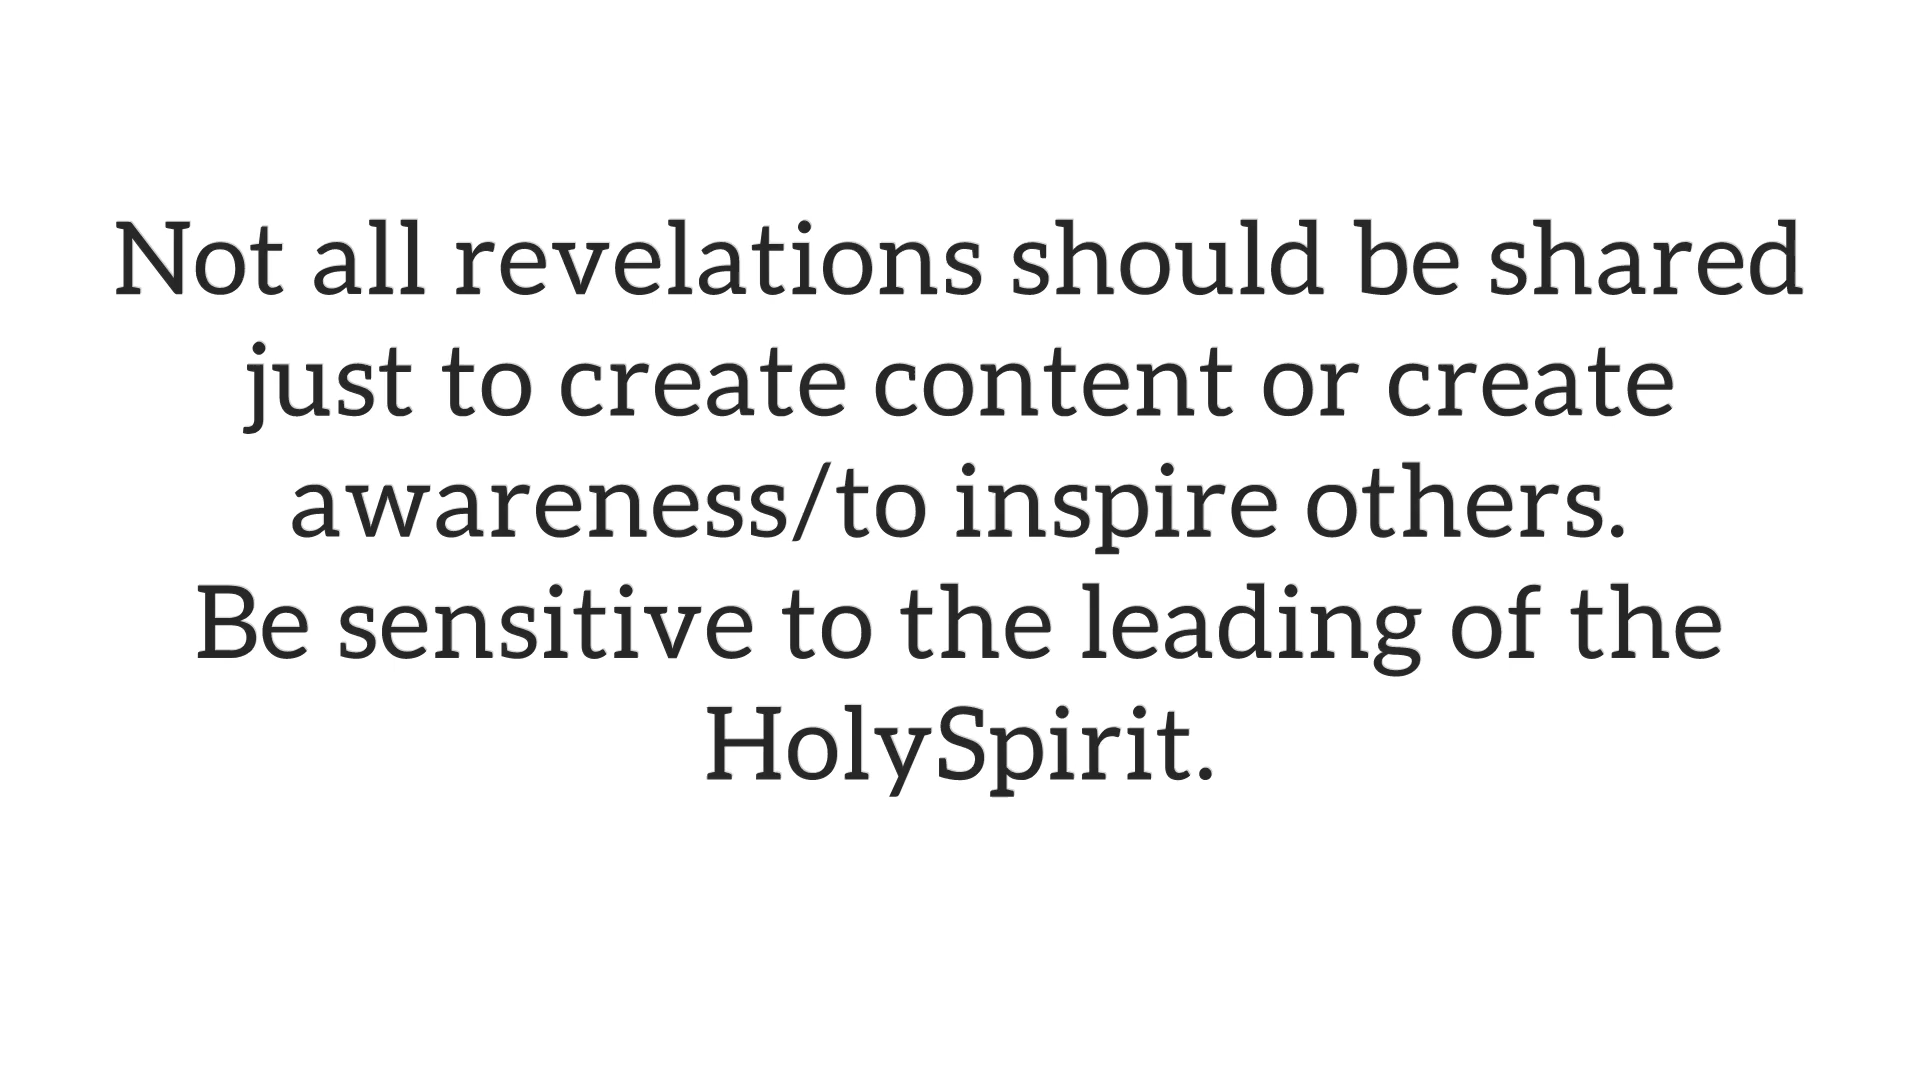 Not all revelations should be shared
just to create content or create
awareness/to inspire others.
Be sensitive to the leading of the
HolySpirit.